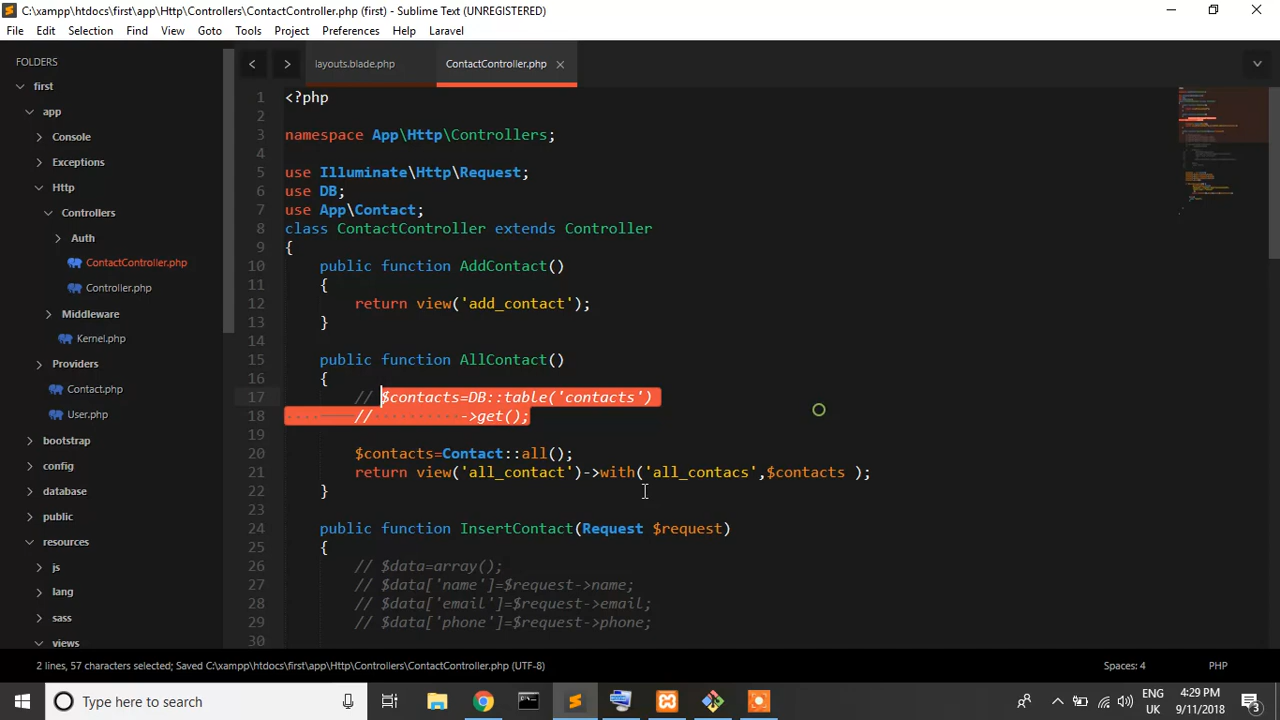 C:\xampp\htdocs\first\app\Http\Controllers\ContactController.php (first) - Sublime Text (UNREGISTERED)
File Edit Selection Find View Goto Tools Project Preferences Help Laravel
FOLDERS
first
app
Console
Exceptions
Http
Controllers
Auth
ContactController.php
Controller.php
Middleware
Kernel.php
Providers
Contact.php
User.php
bootstrap
config
database
public
resources
js
lang
sass
views
layouts.blade.php ContactController.php
1 <?php
2
3 namespace App\Http\Controllers;
4
5 use Illuminate\Http\Request;
6 use DB;
7 use App\Contact;
8 class ContactController extends Controller
9 {
10 public function AddContact()
11 {
12 return view('add_contact');
13 }
14
15 public function AllContact()
16 {
17 // $contacts=DB::table('contacts')
18 // ->get();
19
20 $contacts=Contact::all();
21 return view('all_contact')->with('all_contacs',$contacts );
22 }
23
24 public function InsertContact(Request $request)
25 {
26 // $data=array();
27 // $data['name']=$request->name;
28 // $data['email']=$request->email;
29 // $data['phone']=$request->phone;
30
2 lines, 57 characters selected; Saved C:\xampp\htdocs\first\app\Http\Controllers\ContactController.php (UTF-8) Spaces: 4 PHP
Type here to search
ENG
UK
4:29 PM
9/11/2018
3